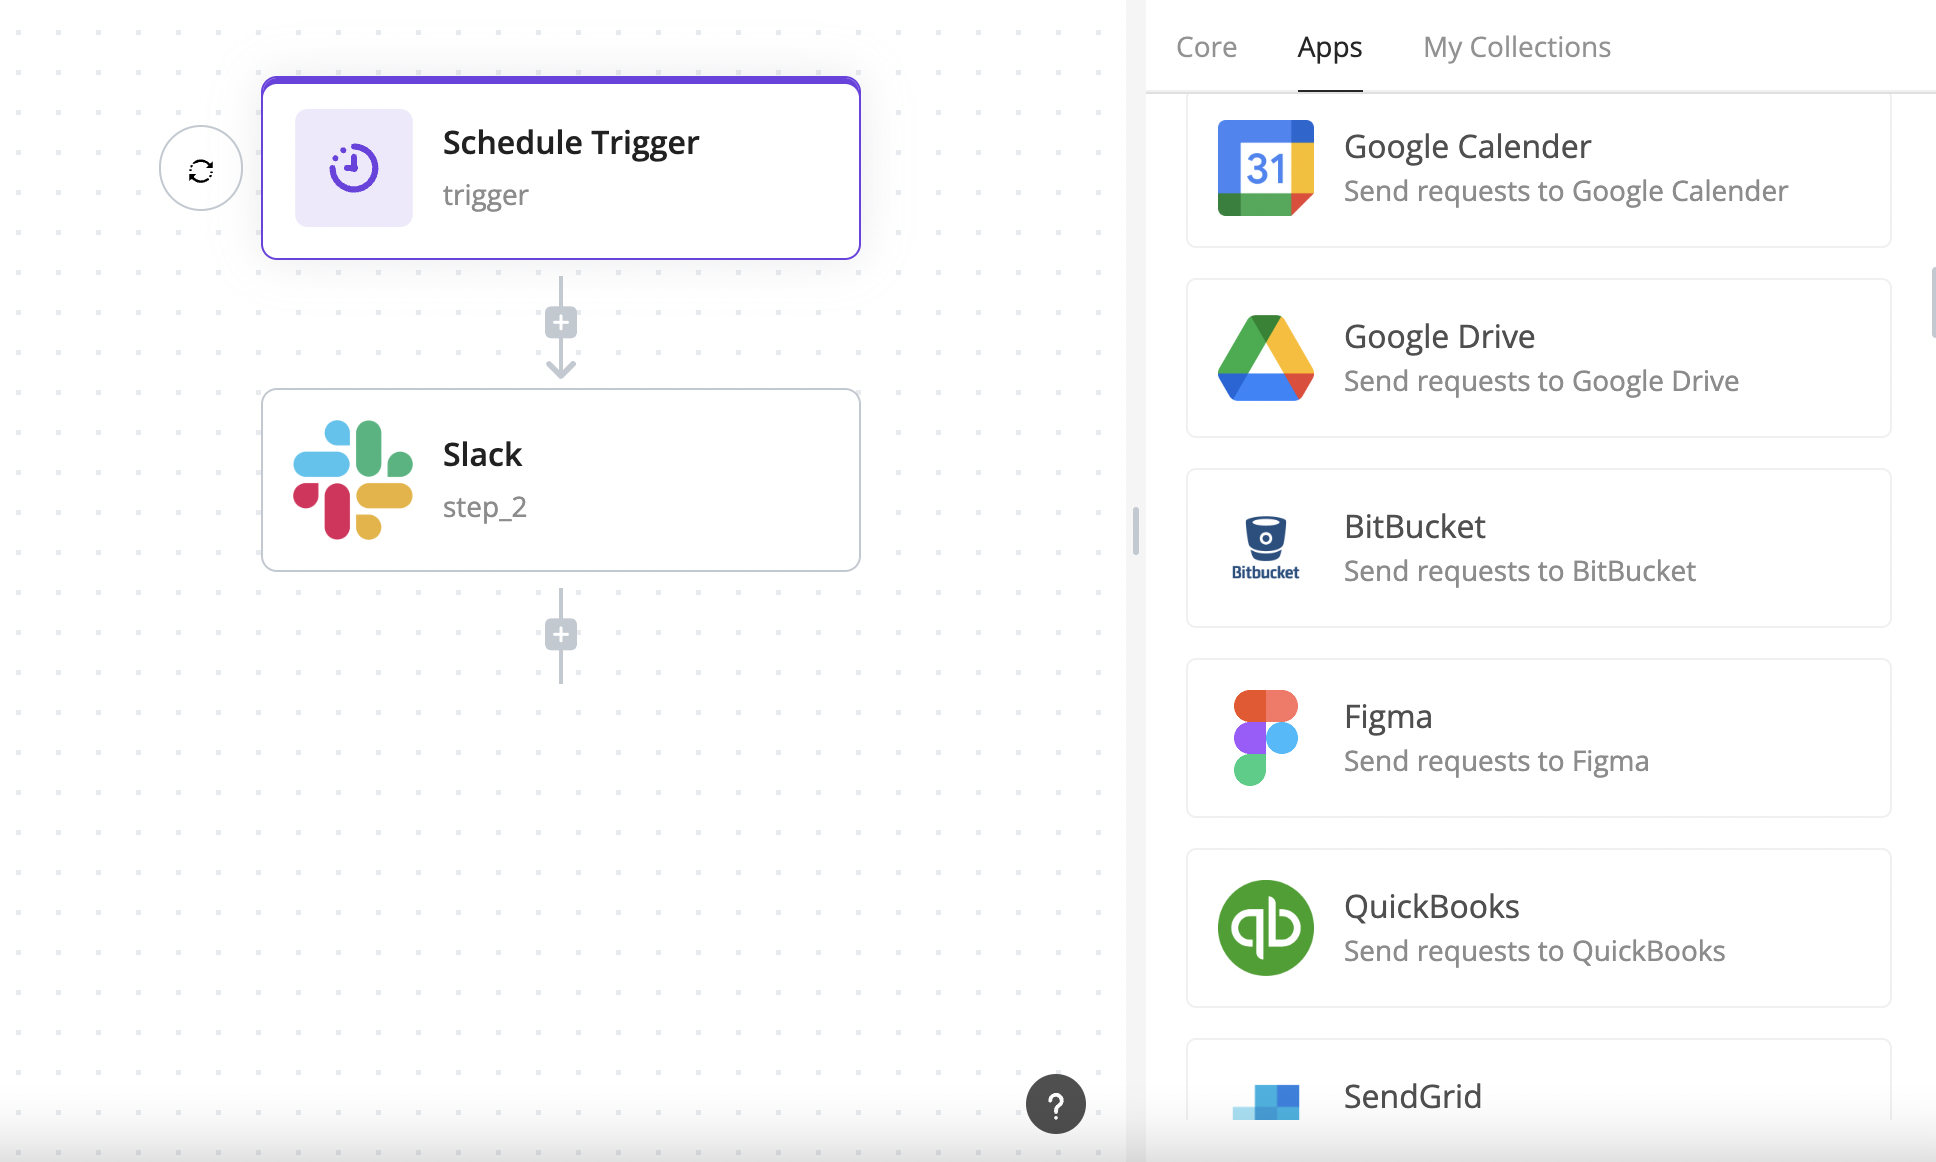 Schedule Trigger
trigger
Slack
step_2
?
Core Apps My Collections
31
Google Calender
Send requests to Google Calender
Google Drive
Send requests to Google Drive
Bitbucket
BitBucket
Send requests to BitBucket
Figma
Send requests to Figma
qb
QuickBooks
Send requests to QuickBooks
SendGrid